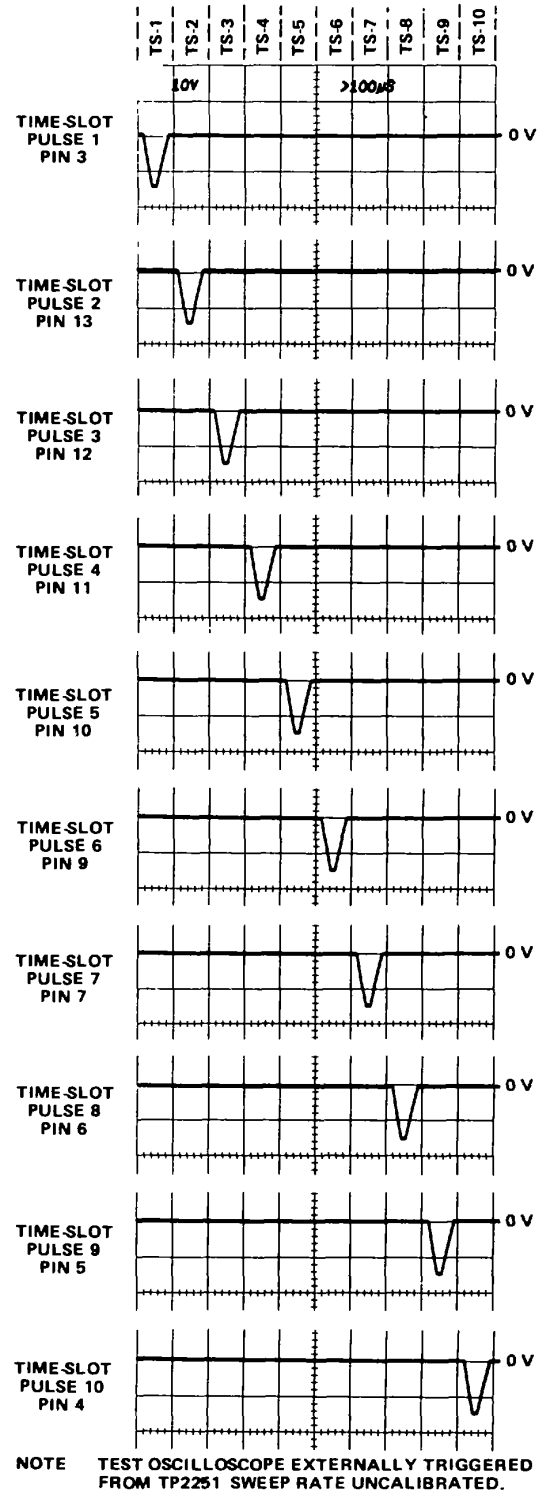 TS-1 TS-2 TS-3 TS-4 TS-5 TS-6 TS-7 TS-8 TS-9 TS-10
10V >100µS
TIME-SLOT
PULSE 1
PIN 3
0 V
TIME-SLOT
PULSE 2
PIN 13
0 V
TIME-SLOT
PULSE 3
PIN 12
0 V
TIME-SLOT
PULSE 4
PIN 11
0 V
TIME-SLOT
PULSE 5
PIN 10
0 V
TIME-SLOT
PULSE 6
PIN 9
0 V
TIME-SLOT
PULSE 7
PIN 7
0 V
TIME-SLOT
PULSE 8
PIN 6
0 V
TIME-SLOT
PULSE 9
PIN 5
0 V
TIME-SLOT
PULSE 10
PIN 4
0 V
NOTE TEST OSCILLOSCOPE EXTERNALLY TRIGGERED
FROM TP2251 SWEEP RATE UNCALIBRATED.